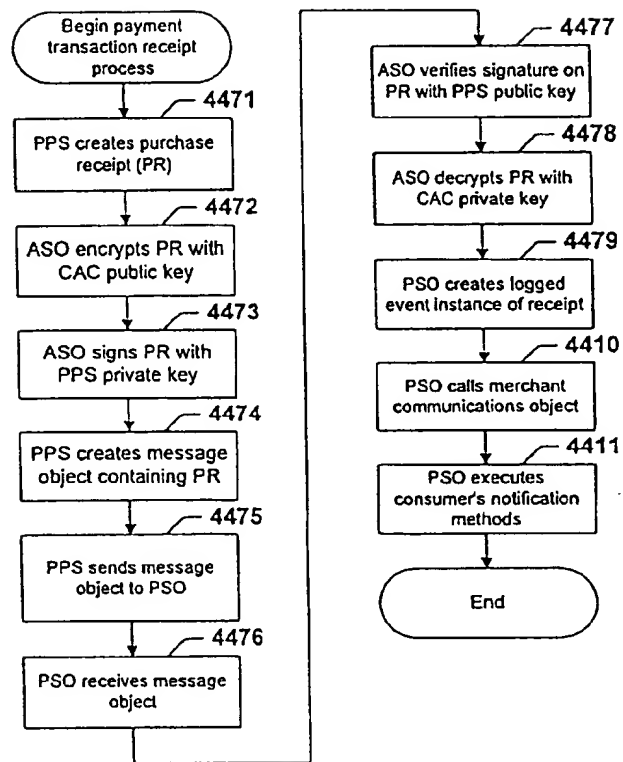 Begin payment
transaction receipt
process
4471
PPS creates purchase
receipt (PR)
4472
ASO encrypts PR with
CAC public key
4473
ASO signs PR with
PPS private key
4474
PPS creates message
object containing PR
4475
PPS sends message
object to PSO
4476
PSO receives message
object
4477
ASO verifies signature on
PR with PPS public key
4478
ASO decrypts PR with
CAC private key
4479
PSO creates logged
event instance of receipt
4410
PSO calls merchant
communications object
4411
PSO executes
consumer's notification
methods
End